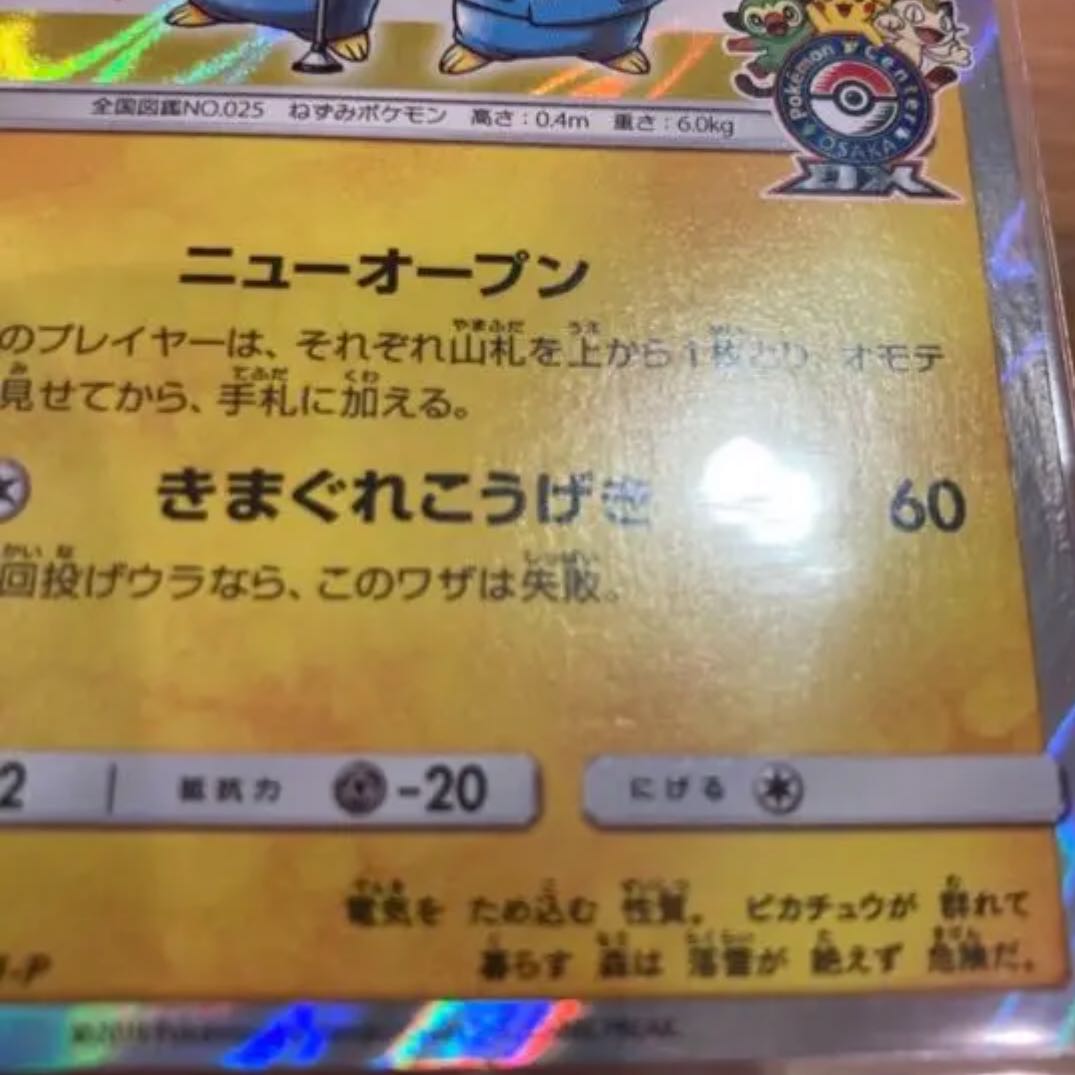 Pokémon Center
OSAKA
DX
全国図鑑NO.025 ねずみポケモン 高さ:0.4m 重さ:6.0kg
ニューオープン
のプレイヤーは、それぞれ山札を上から1枚とり、オモテ
見せてから、手札に加える。
きまぐれこうげき 60
回投げウラなら、このワザは失敗。
2 抵抗力 -20 にげる
電気を ため込む 性質。 ピカチュウが 群れて
暮らす 森は 落雷が 絶えず 危険だ。
-P